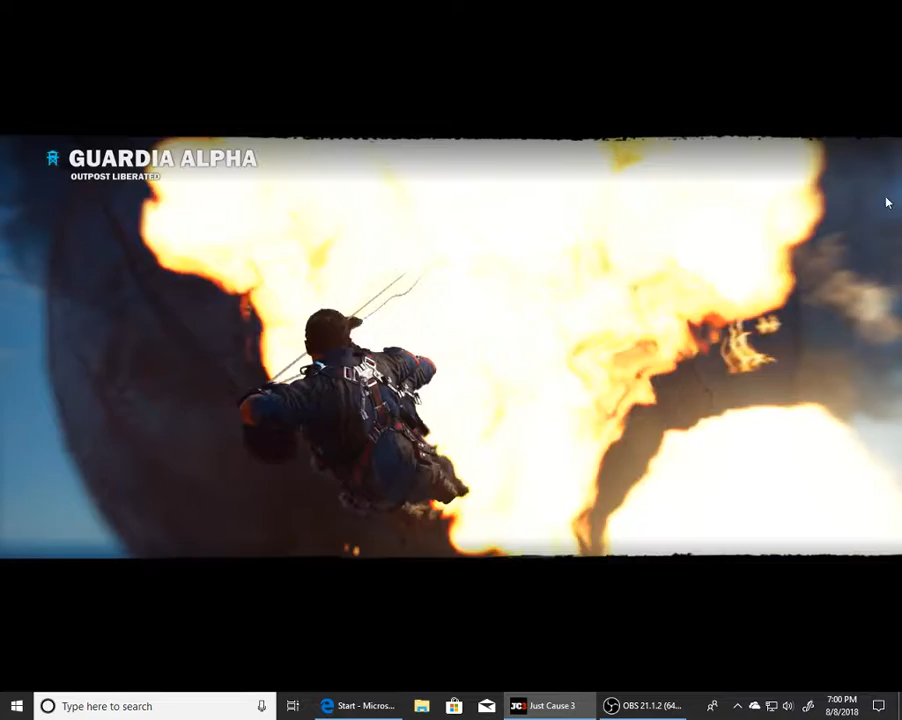 GUARDIA ALPHA
OUTPOST LIBERATED
Type here to search
Start - Micros...
JC3
Just Cause 3
OBS 21.1.2 (64...
7:00 PM
8/8/2018